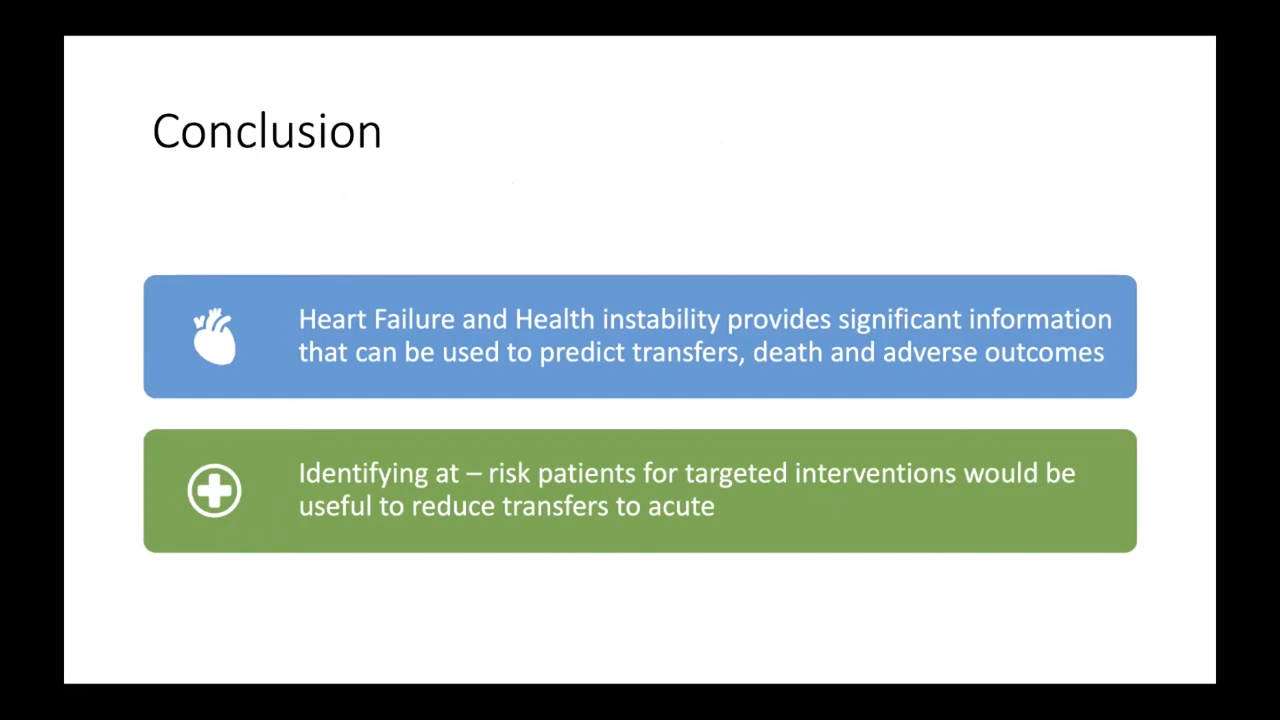 Conclusion
Heart Failure and Health instability provides significant information
that can be used to predict transfers, death and adverse outcomes
Identifying at – risk patients for targeted interventions would be
useful to reduce transfers to acute